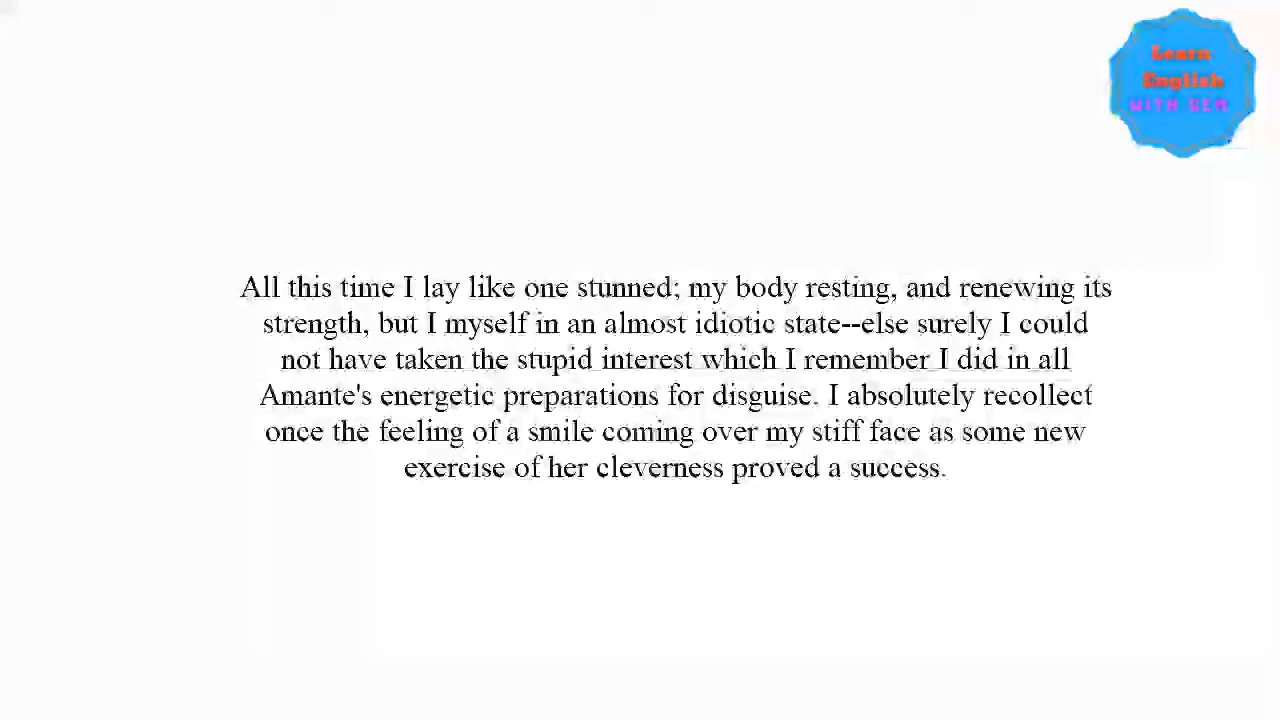 Learn
English
WITH GEM
All this time I lay like one stunned; my body resting, and renewing its
strength, but I myself in an almost idiotic state--else surely I could
not have taken the stupid interest which I remember I did in all
Amante's energetic preparations for disguise. I absolutely recollect
once the feeling of a smile coming over my stiff face as some new
exercise of her cleverness proved a success.